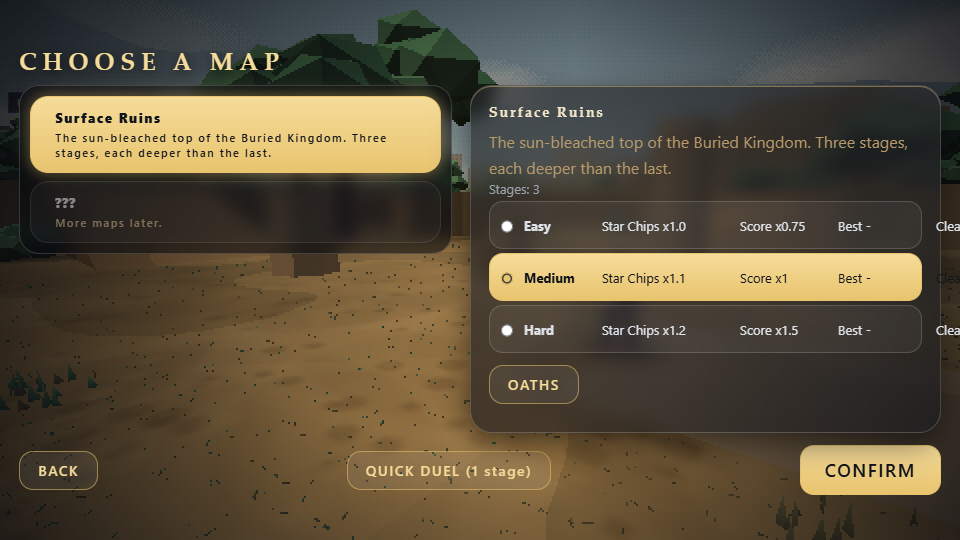 CHOOSE A MAP
Surface Ruins
The sun-bleached top of the Buried Kingdom. Three
stages, each deeper than the last.
???
More maps later.
Surface Ruins
The sun-bleached top of the Buried Kingdom. Three stages,
each deeper than the last.
Stages: 3
Easy Star Chips x1.0 Score x0.75 Best - Clea
Medium Star Chips x1.1 Score x1 Best - Clea
Hard Star Chips x1.2 Score x1.5 Best - Clea
OATHS
BACK
QUICK DUEL (1 stage)
CONFIRM